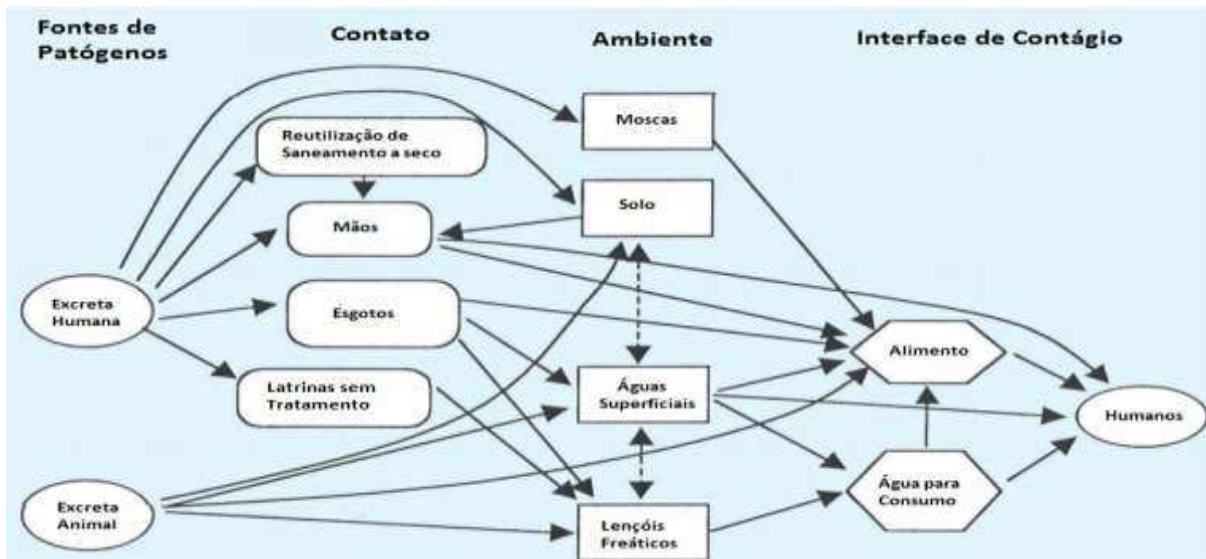 Fontes de
Patógenos
Contato
Ambiente
Interface de Contágio
Moscas
Reutilização de
Saneamento a seco
Solo
Mãos
Excreta
Humana
Ésgotos
Alimento
Latrinas sem
Tratamento
Águas
Superficiais
Humanos
Excreta
Animal
Água para
Consumo
Lençóis
Freáticos